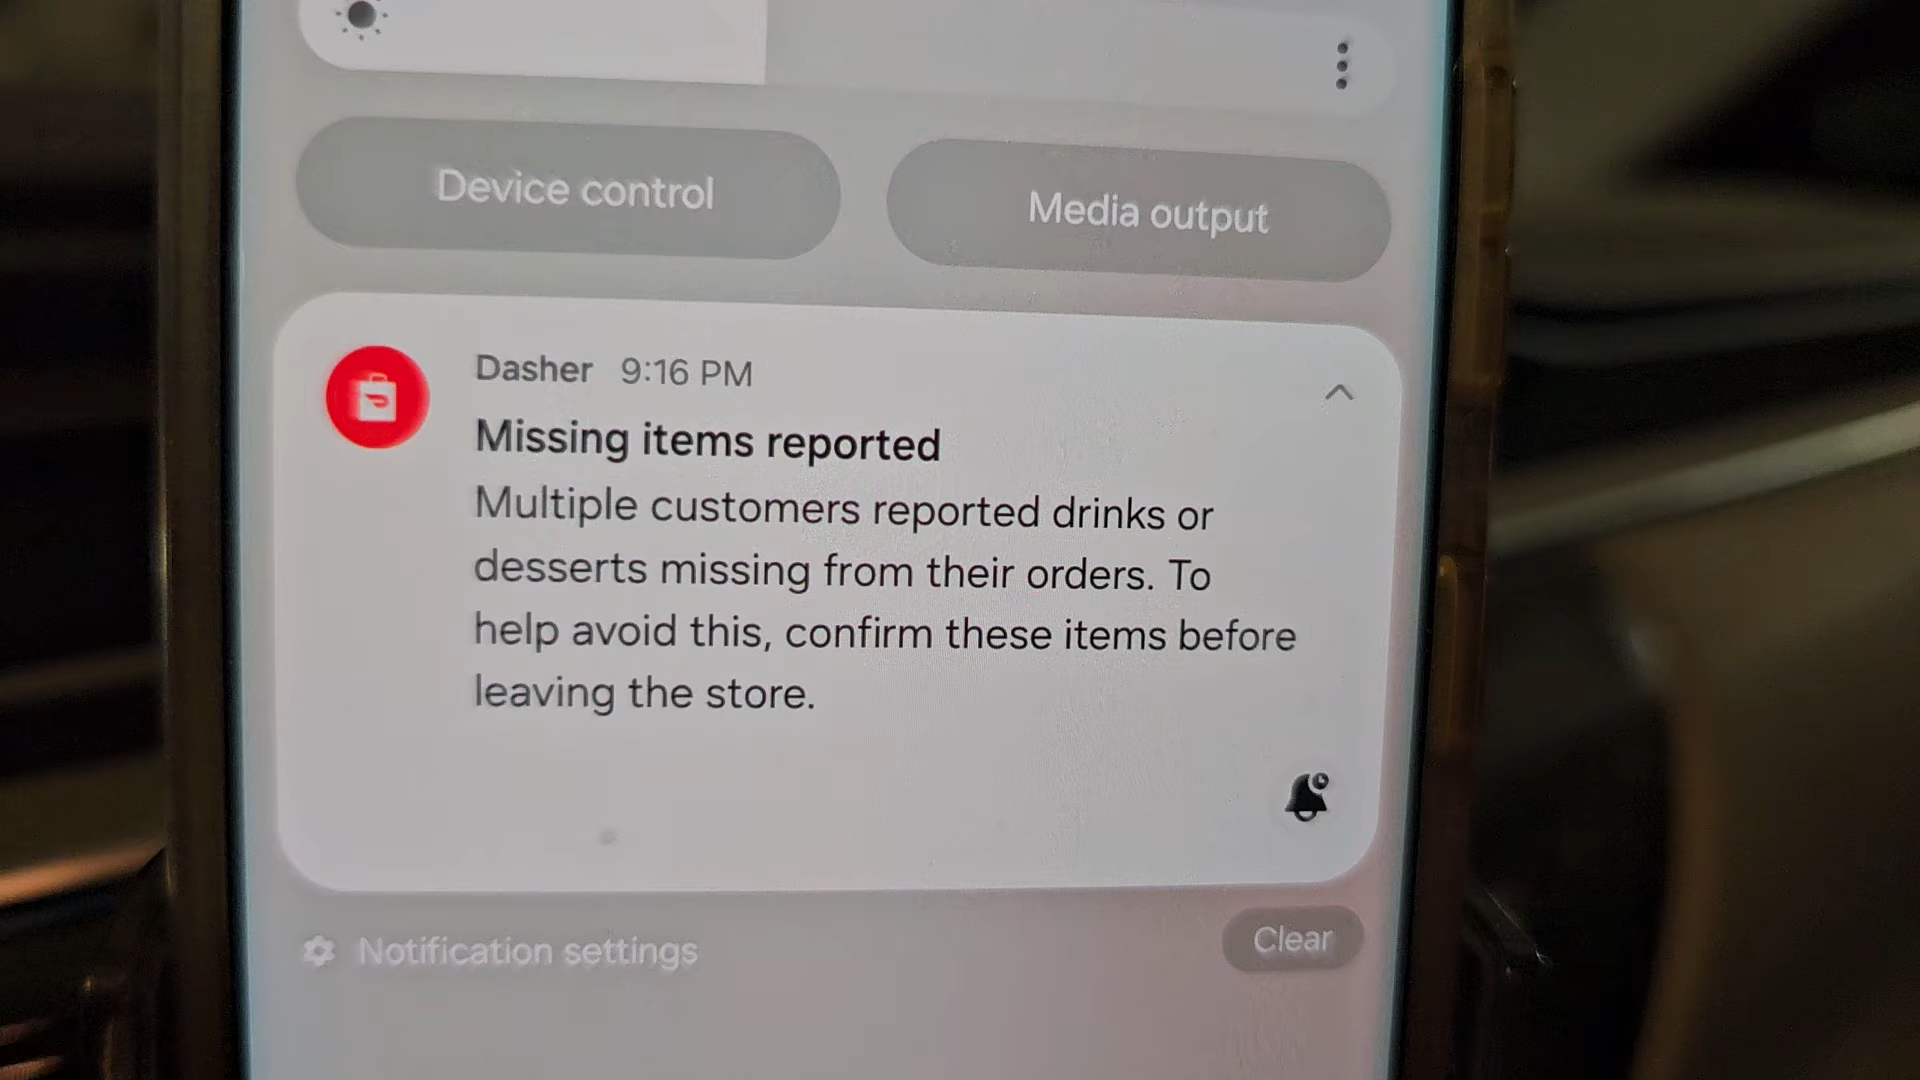 Device control
Media output
Dasher 9:16 PM
Missing items reported
Multiple customers reported drinks or
desserts missing from their orders. To
help avoid this, confirm these items before
leaving the store.
Notification settings
Clear